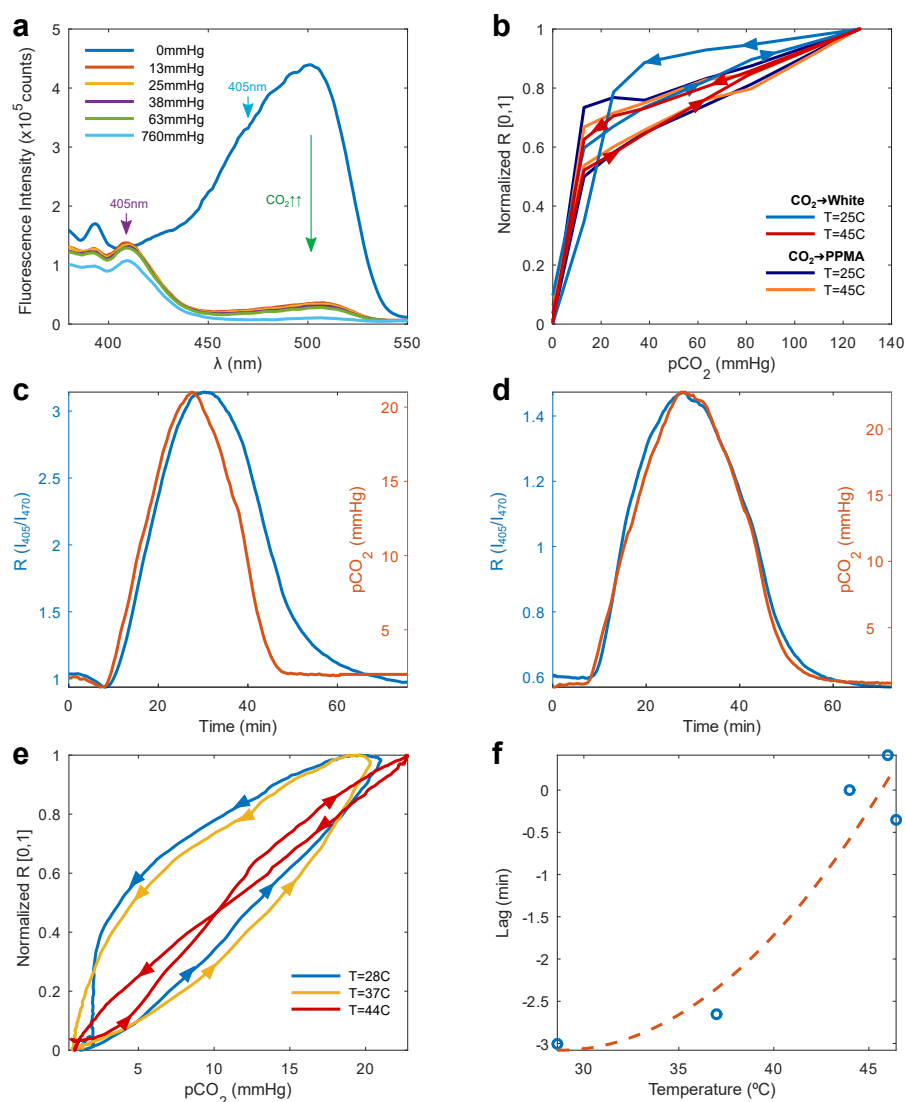 a
Fluorescence Intensity (x10⁵ counts)
5
4
3
2
1
0
0mmHg
13mmHg
25mmHg
38mmHg
63mmHg
760mmHg
405nm
405nm
CO₂↑↑
400
450
500
550
λ (nm)
b
Normalized R [0,1]
1
0.8
0.6
0.4
0.2
0
CO₂→White
T=25C
T=45C
CO₂→PPMA
T=25C
T=45C
0
20
40
60
80
100
120
140
pCO₂ (mmHg)
c
R (I₄₀₅/I₄₇₀)
3
2.5
2
1.5
1
20
15
10
5
pCO₂ (mmHg)
0
20
40
60
Time (min)
d
R (I₄₀₅/I₄₇₀)
1.4
1.2
1
0.8
0.6
20
15
10
5
pCO₂ (mmHg)
0
20
40
60
Time (min)
e
Normalized R [0,1]
1
0.8
0.6
0.4
0.2
0
T=28C
T=37C
T=44C
5
10
15
20
pCO₂ (mmHg)
f
Lag (min)
0
-0.5
-1
-1.5
-2
-2.5
-3
30
35
40
45
Temperature (ºC)